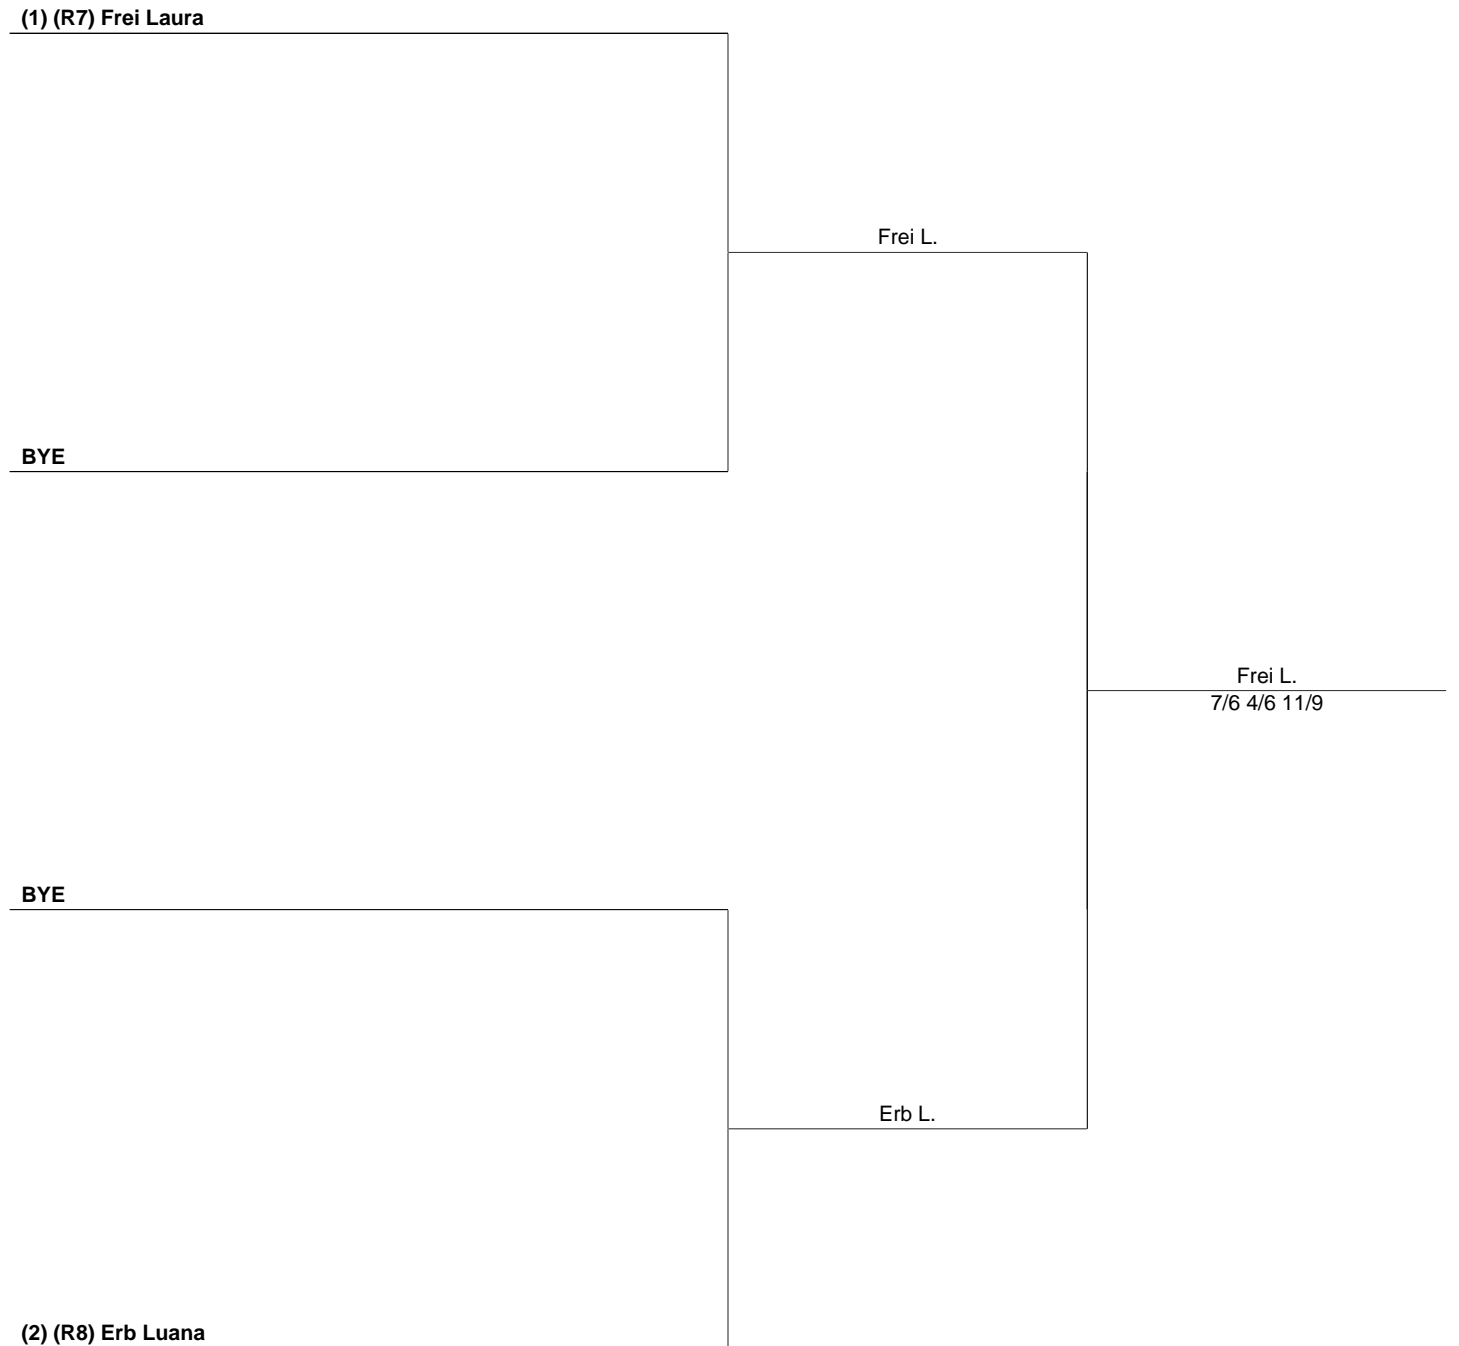 (1) (R7) Frei Laura
Frei L.
BYE
Frei L.
7/6 4/6 11/9
BYE
Erb L.
(2) (R8) Erb Luana